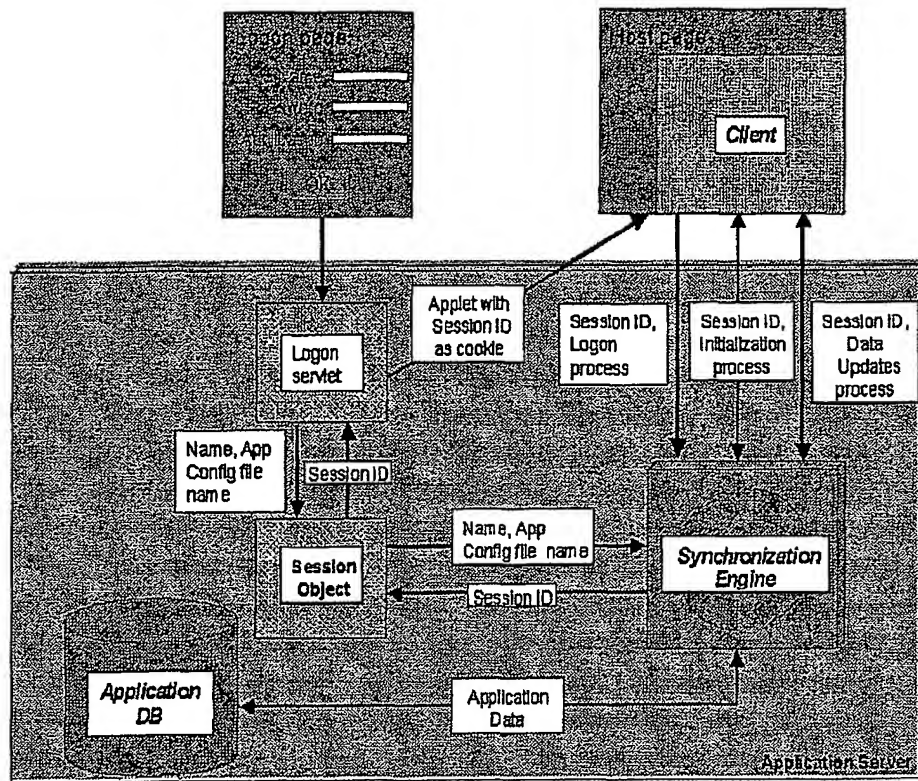 Logon page
Host page
Client
Applet with
Session ID
as cookie
Session ID,
Logon
process
Session ID,
Initialization
process
Session ID,
Data
Updates
process
Logon
servlet
Name, App
Config file
name
Session ID
Session
Object
Name, App
Config file name
Session ID
Synchronization
Engine
Application
DB
Application
Data
Application Server